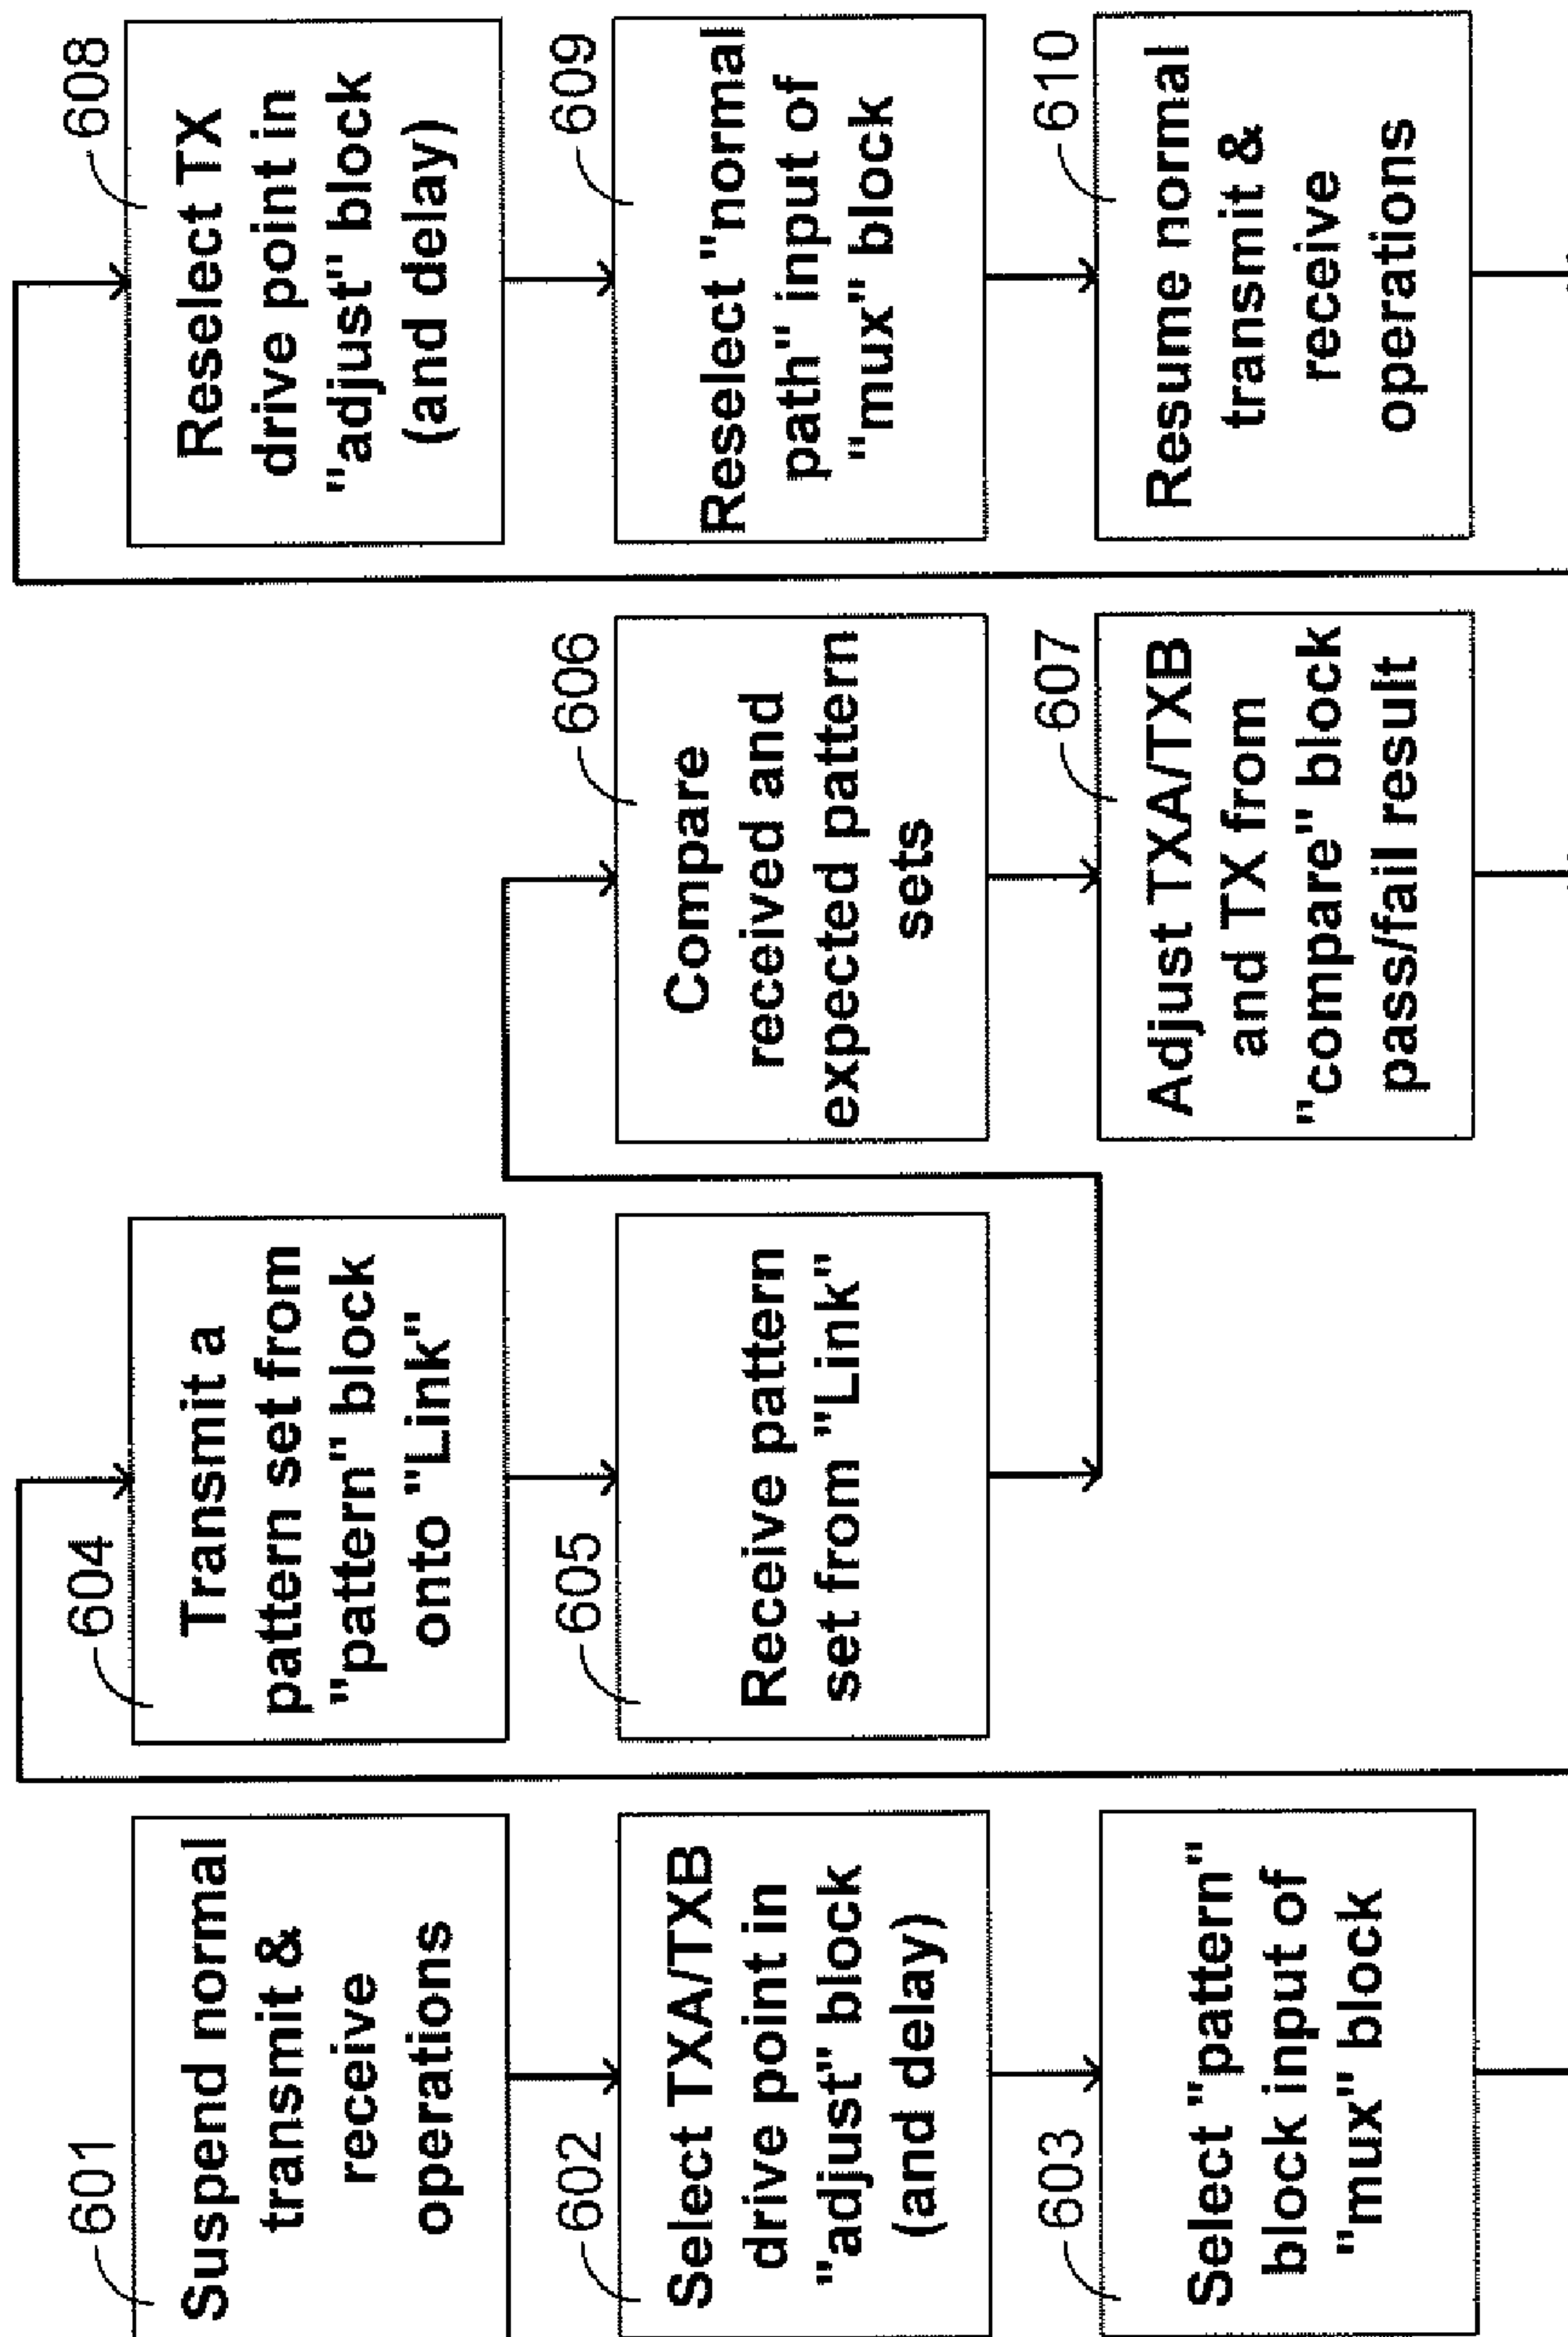 601
Suspend normal
transmit &
receive
operations
602
Select TXA/TXB
drive point in
"adjust" block
(and delay)
603
Select "pattern"
block input of
"mux" block
604
Transmit a
pattern set from
"pattern" block
onto "Link"
605
Receive pattern
set from "Link"
606
Compare
received and
expected pattern
sets
607
Adjust TXA/TXB
and TX from
"compare" block
pass/fail result
608
Reselect TX
drive point in
"adjust" block
(and delay)
609
Reselect "normal
path" input of
"mux" block
610
Resume normal
transmit &
receive
operations